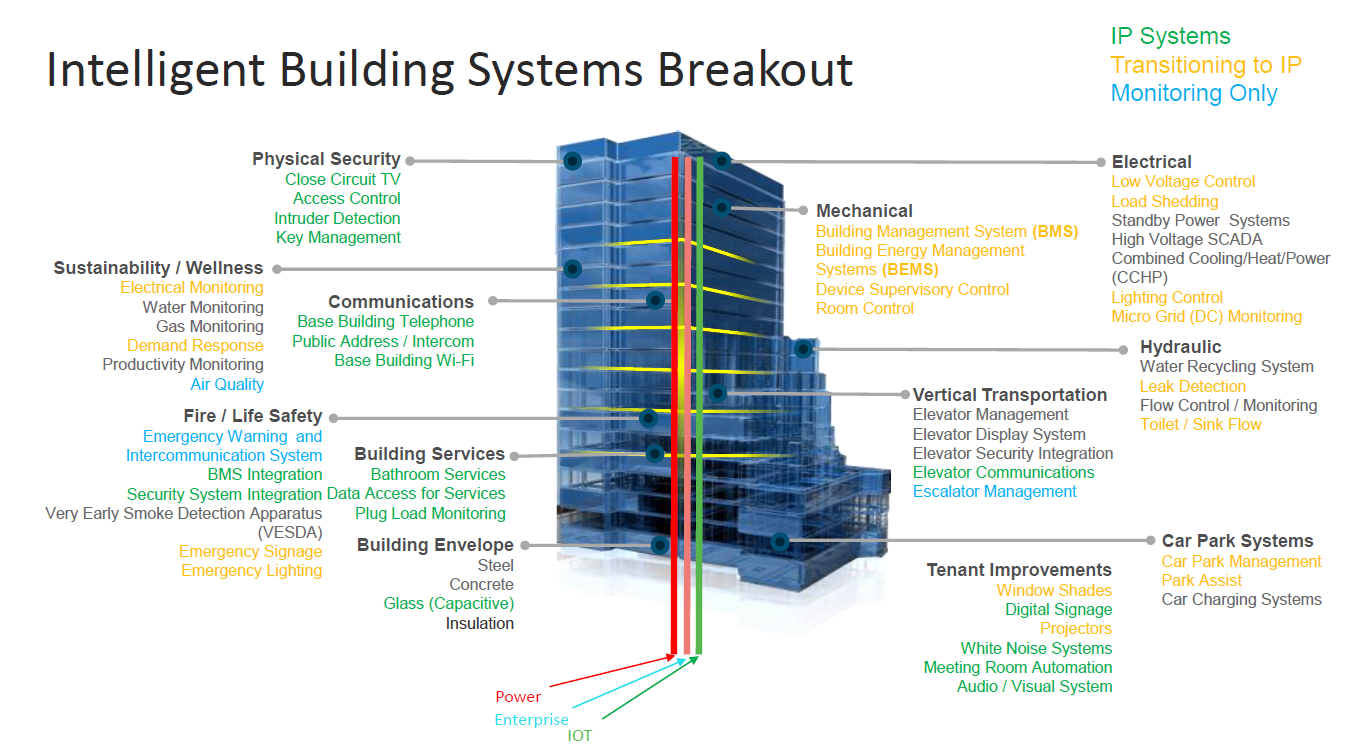 Intelligent Building Systems Breakout
IP Systems
Transitioning to IP
Monitoring Only
Physical Security
Close Circuit TV
Access Control
Intruder Detection
Key Management
Sustainability / Wellness
Electrical Monitoring
Water Monitoring
Gas Monitoring
Demand Response
Productivity Monitoring
Air Quality
Communications
Base Building Telephone
Public Address / Intercom
Base Building Wi-Fi
Fire / Life Safety
Emergency Warning and
Intercommunication System
BMS Integration
Security System Integration
Very Early Smoke Detection Apparatus
(VESDA)
Emergency Signage
Emergency Lighting
Building Services
Bathroom Services
Data Access for Services
Plug Load Monitoring
Building Envelope
Steel
Concrete
Glass (Capacitive)
Insulation
Power
Enterprise
IOT
Mechanical
Building Management System (BMS)
Building Energy Management
Systems (BEMS)
Device Supervisory Control
Room Control
Electrical
Low Voltage Control
Load Shedding
Standby Power Systems
High Voltage SCADA
Combined Cooling/Heat/Power
(CCHP)
Lighting Control
Micro Grid (DC) Monitoring
Hydraulic
Water Recycling System
Leak Detection
Flow Control / Monitoring
Toilet / Sink Flow
Vertical Transportation
Elevator Management
Elevator Display System
Elevator Security Integration
Elevator Communications
Escalator Management
Car Park Systems
Car Park Management
Park Assist
Car Charging Systems
Tenant Improvements
Window Shades
Digital Signage
Projectors
White Noise Systems
Meeting Room Automation
Audio / Visual System